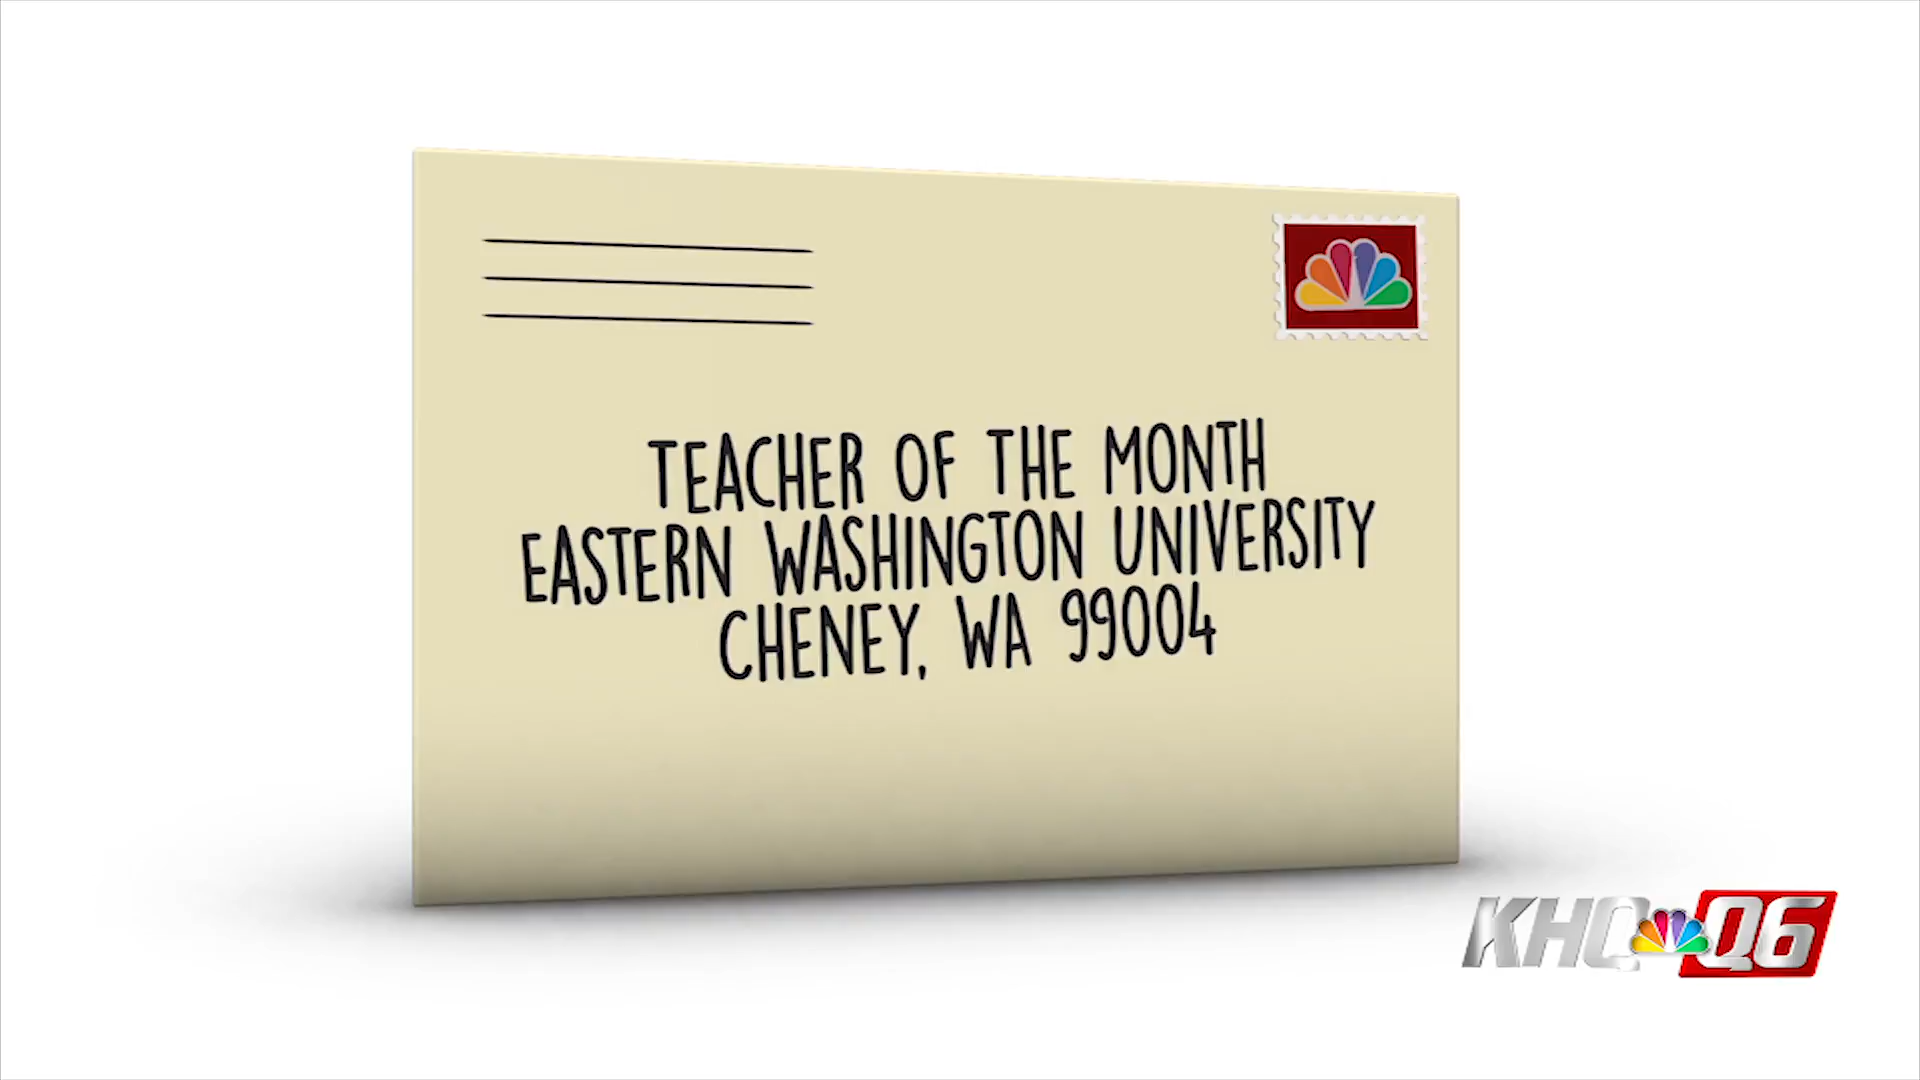 TEACHER OF THE MONTH
EASTERN WASHINGTON UNIVERSITY
CHENEY, WA 99004
KHQ Q6